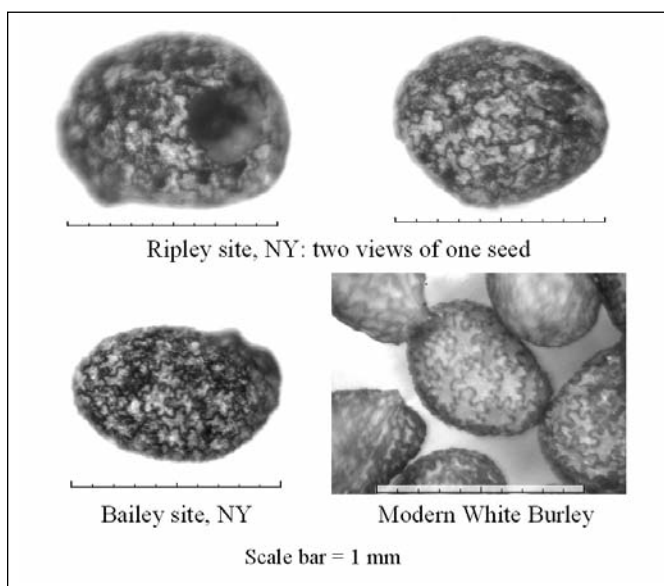 Ripley site, NY: two views of one seed
Bailey site, NY
Modern White Burley
Scale bar = 1 mm